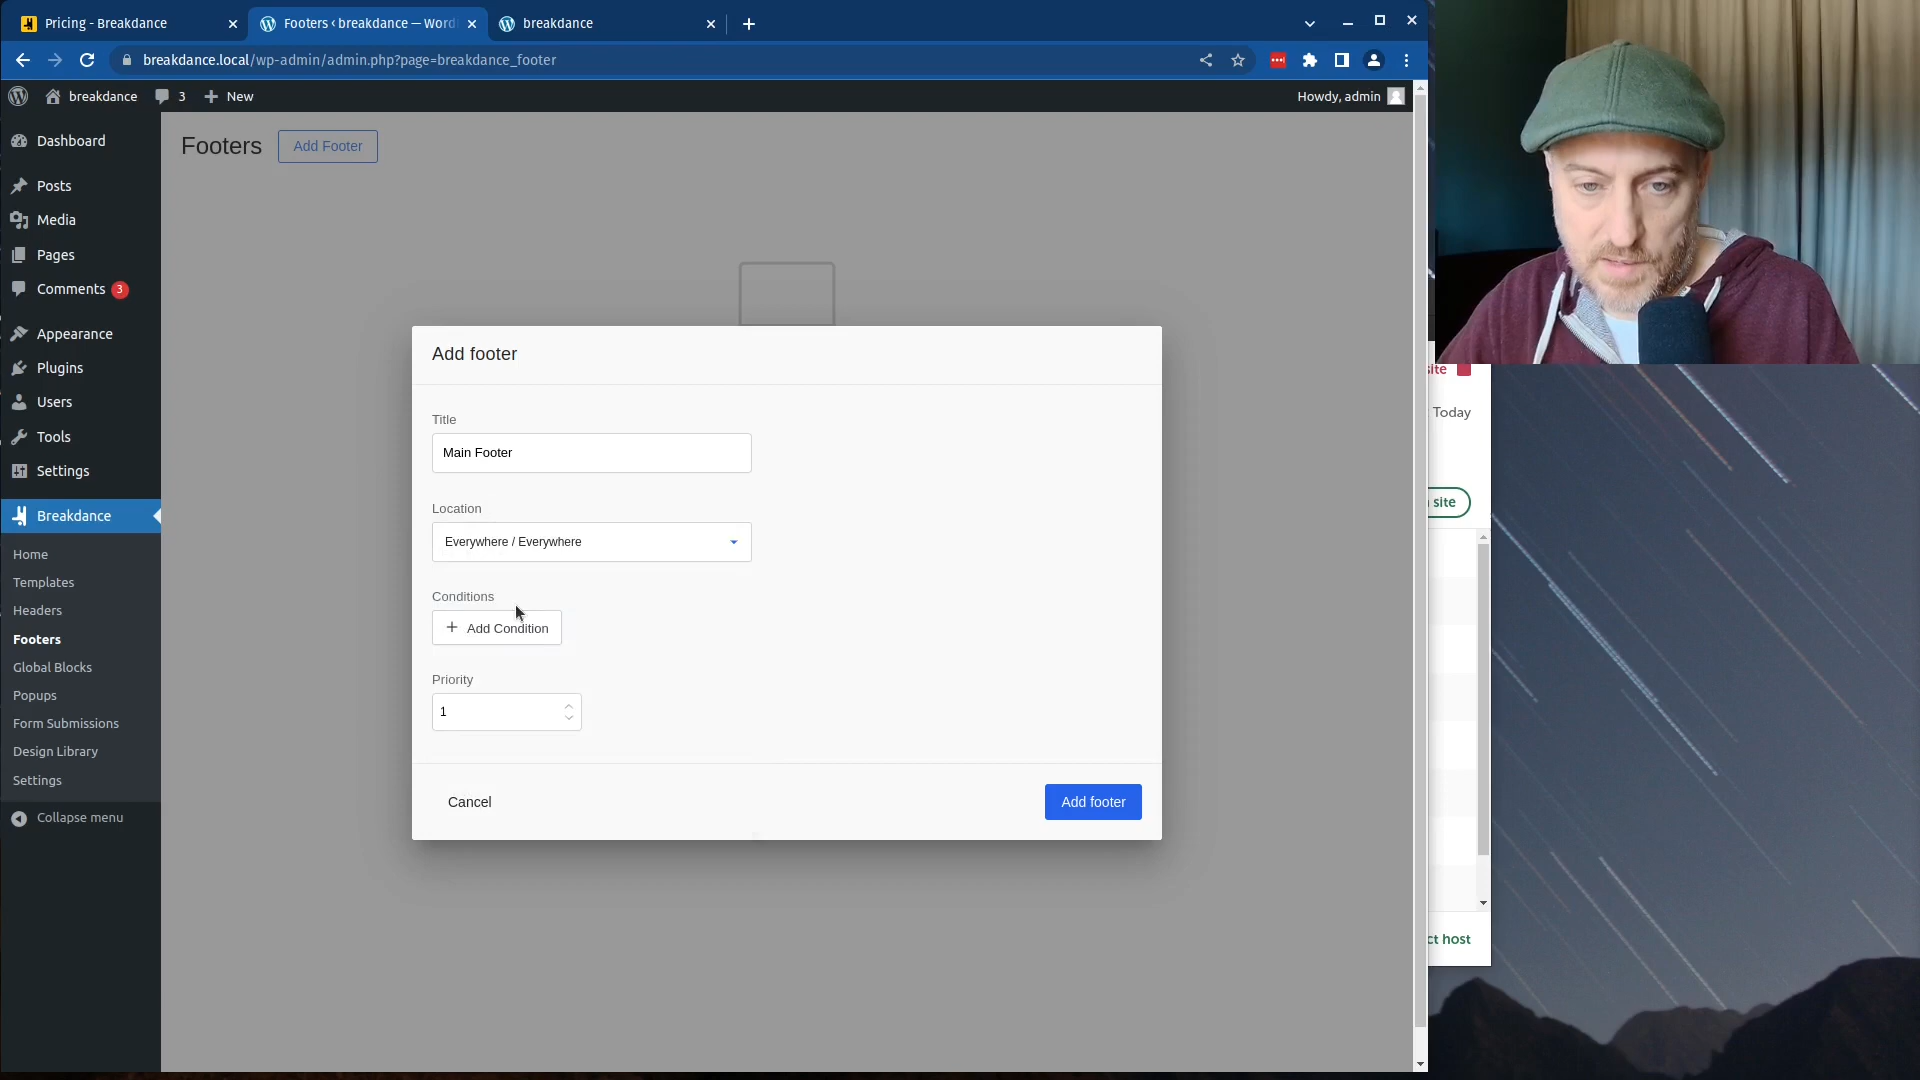 Pricing - Breakdance
Footers ‹ breakdance — Word
breakdance
breakdance.local/wp-admin/admin.php?page=breakdance_footer
breakdance
3
New
Howdy, admin
Dashboard
Posts
Media
Pages
Comments 3
Appearance
Plugins
Users
Tools
Settings
Breakdance
Home
Templates
Headers
Footers
Global Blocks
Popups
Form Submissions
Design Library
Settings
Collapse menu
Footers
Add Footer
Add footer
Title
Main Footer
Location
Everywhere / Everywhere
Conditions
+ Add Condition
Priority
1
Cancel
Add footer
site
Today
site
ct host